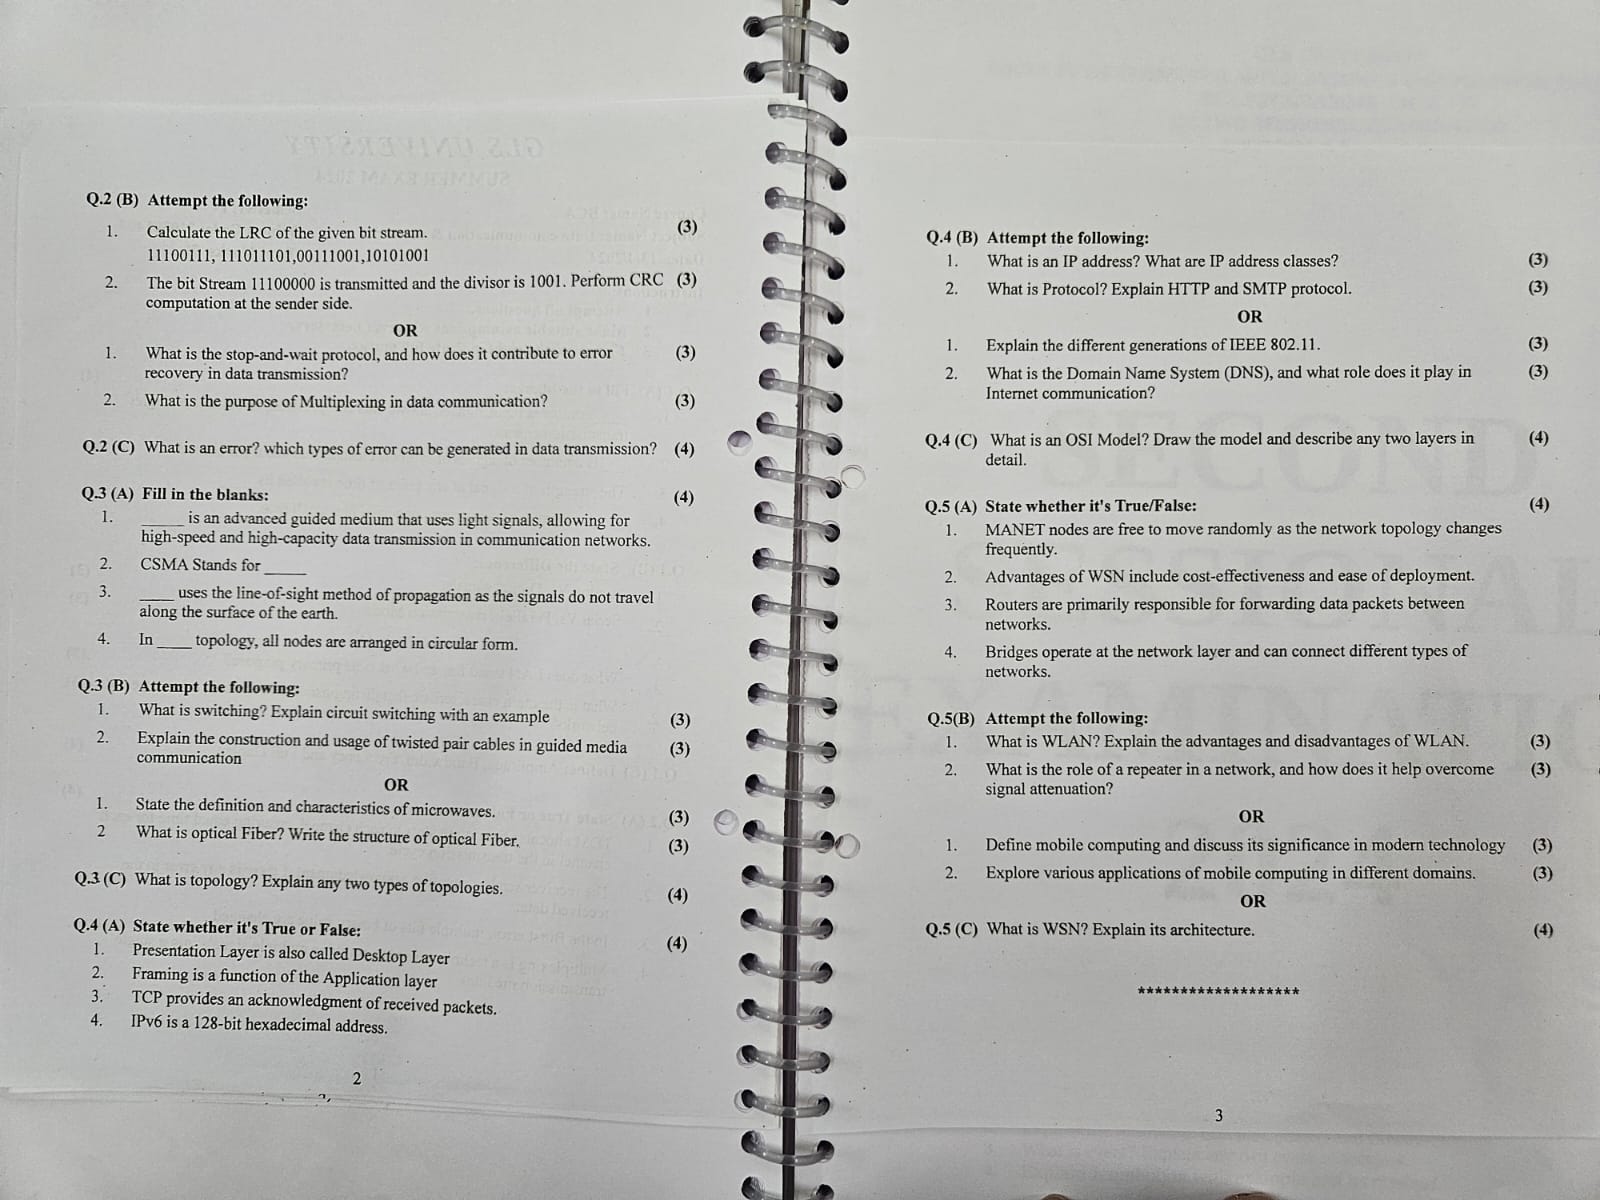 Q.2 (B) Attempt the following:
1. Calculate the LRC of the given bit stream. (3)
11100111, 111011101,00111001,10101001
2. The bit Stream 11100000 is transmitted and the divisor is 1001. Perform CRC (3)
computation at the sender side.
OR
1. What is the stop-and-wait protocol, and how does it contribute to error (3)
recovery in data transmission?
2. What is the purpose of Multiplexing in data communication? (3)
Q.2 (C) What is an error? which types of error can be generated in data transmission? (4)
Q.3 (A) Fill in the blanks: (4)
1. _____ is an advanced guided medium that uses light signals, allowing for
high-speed and high-capacity data transmission in communication networks.
2. CSMA Stands for _____
3. ____ uses the line-of-sight method of propagation as the signals do not travel
along the surface of the earth.
4. In ____ topology, all nodes are arranged in circular form.
Q.3 (B) Attempt the following:
1. What is switching? Explain circuit switching with an example (3)
2. Explain the construction and usage of twisted pair cables in guided media (3)
communication
OR
1. State the definition and characteristics of microwaves. (3)
2 What is optical Fiber? Write the structure of optical Fiber. (3)
Q.3 (C) What is topology? Explain any two types of topologies. (4)
Q.4 (A) State whether it's True or False: (4)
1. Presentation Layer is also called Desktop Layer
2. Framing is a function of the Application layer
3. TCP provides an acknowledgment of received packets.
4. IPv6 is a 128-bit hexadecimal address.
2
Q.4 (B) Attempt the following:
1. What is an IP address? What are IP address classes? (3)
2. What is Protocol? Explain HTTP and SMTP protocol. (3)
OR
1. Explain the different generations of IEEE 802.11. (3)
2. What is the Domain Name System (DNS), and what role does it play in (3)
Internet communication?
Q.4 (C) What is an OSI Model? Draw the model and describe any two layers in (4)
detail.
Q.5 (A) State whether it's True/False: (4)
1. MANET nodes are free to move randomly as the network topology changes
frequently.
2. Advantages of WSN include cost-effectiveness and ease of deployment.
3. Routers are primarily responsible for forwarding data packets between
networks.
4. Bridges operate at the network layer and can connect different types of
networks.
Q.5(B) Attempt the following:
1. What is WLAN? Explain the advantages and disadvantages of WLAN. (3)
2. What is the role of a repeater in a network, and how does it help overcome (3)
signal attenuation?
OR
1. Define mobile computing and discuss its significance in modern technology (3)
2. Explore various applications of mobile computing in different domains. (3)
OR
Q.5 (C) What is WSN? Explain its architecture. (4)
*******************
3